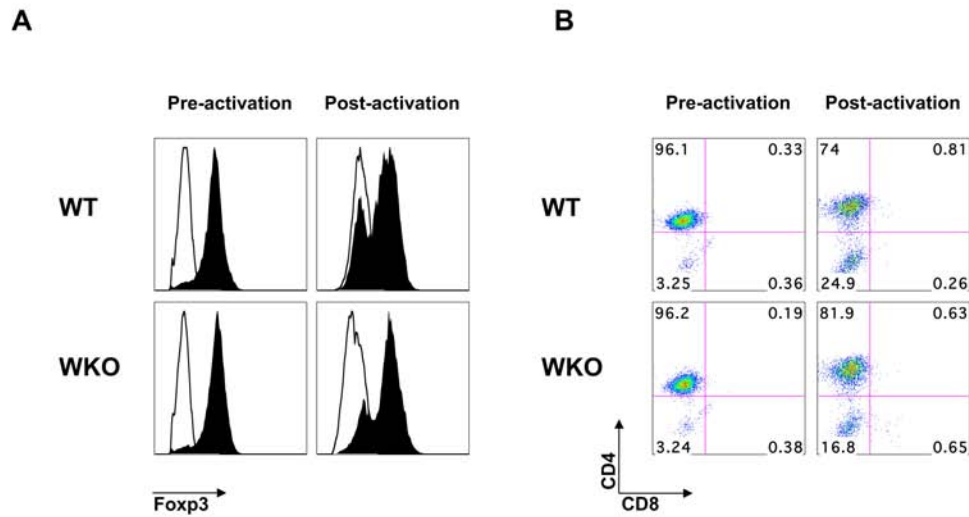 A
B
Pre-activation Post-activation
Pre-activation Post-activation
WT
WKO
Foxp3
WT
WKO
96.1 0.33
3.25 0.36
74 0.81
24.9 0.26
96.2 0.19
3.24 0.38
81.9 0.63
16.8 0.65
CD4
CD8